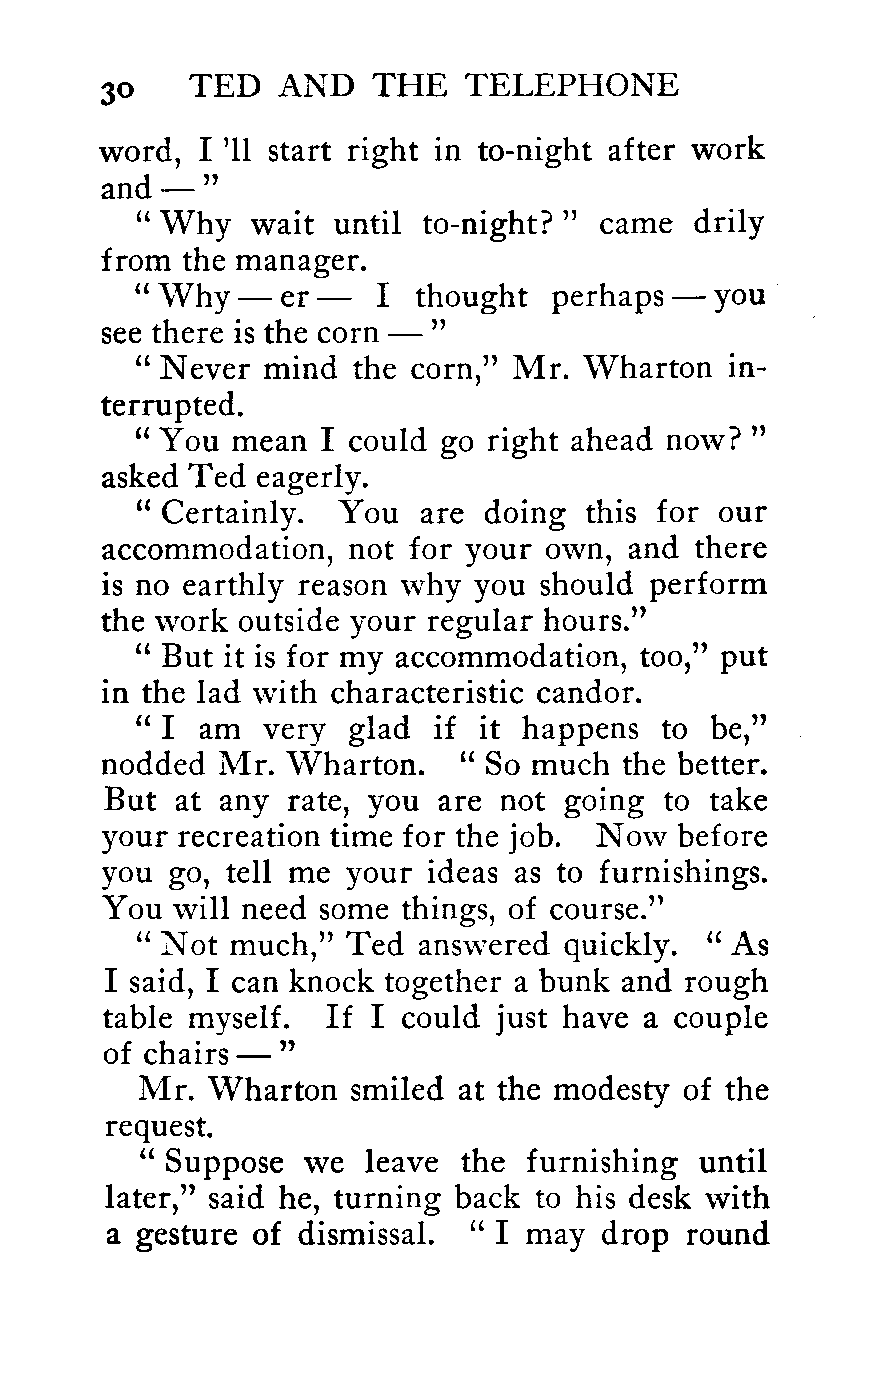 30 TED AND THE TELEPHONE
word, I 'll start right in to-night after work
and — "
" Why wait until to-night? " came drily
from the manager.
" Why — er — I thought perhaps — you
see there is the corn — "
" Never mind the corn," Mr. Wharton in-
terrupted.
" You mean I could go right ahead now? "
asked Ted eagerly.
" Certainly. You are doing this for our
accommodation, not for your own, and there
is no earthly reason why you should perform
the work outside your regular hours."
" But it is for my accommodation, too," put
in the lad with characteristic candor.
" I am very glad if it happens to be,"
nodded Mr. Wharton. " So much the better.
But at any rate, you are not going to take
your recreation time for the job. Now before
you go, tell me your ideas as to furnishings.
You will need some things, of course."
" Not much," Ted answered quickly. " As
I said, I can knock together a bunk and rough
table myself. If I could just have a couple
of chairs — "
Mr. Wharton smiled at the modesty of the
request.
" Suppose we leave the furnishing until
later," said he, turning back to his desk with
a gesture of dismissal. " I may drop round